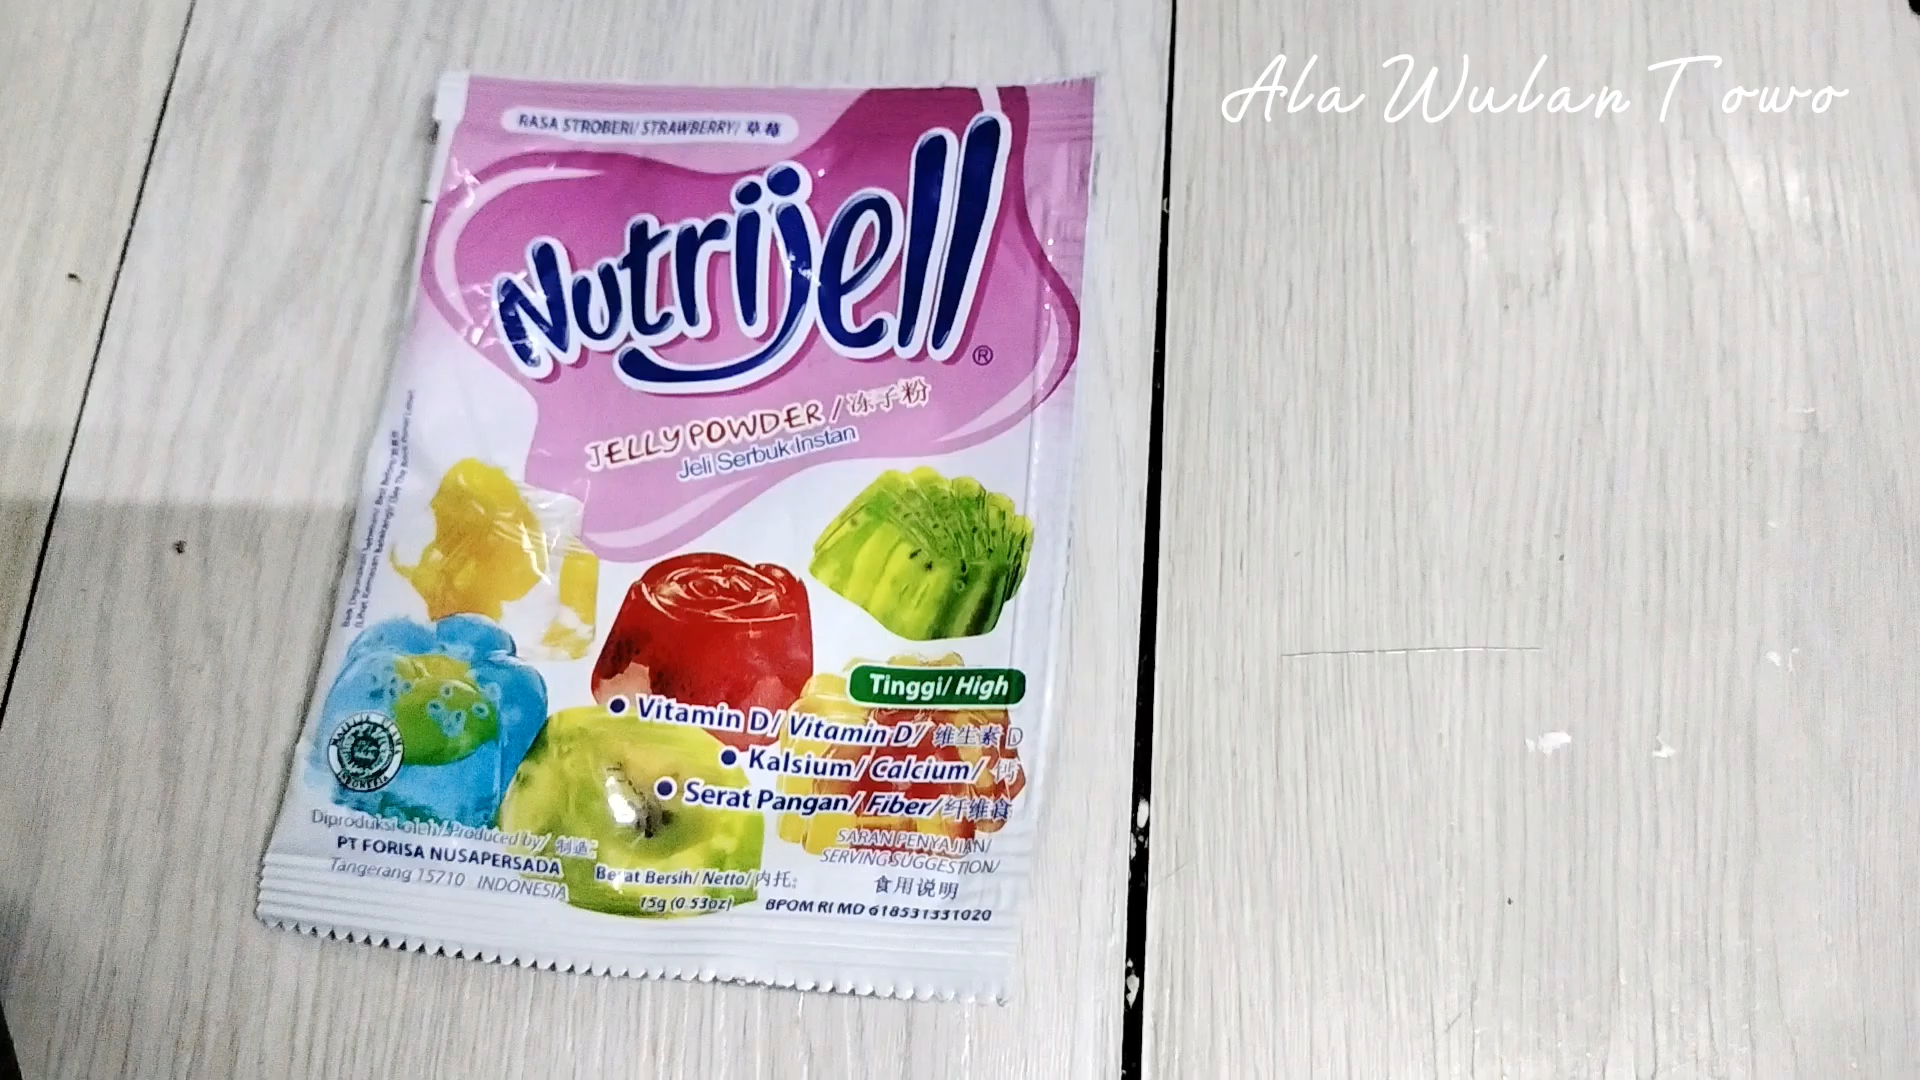 Ala Wulan Towo
RASA STROBERI/ STRAWBERRY/ 草莓
Nutrijell
®
JELLY POWDER / 冻子粉
Jeli Serbuk Instan
Tinggi/ High
• Vitamin D/ Vitamin D/ 维生素 D
• Kalsium/ Calcium/ 钙
• Serat Pangan/ Fiber/ 纤维食
SARAN PENYAJIAN/
SERVING SUGGESTION/
食用说明
Diproduksi oleh/ Produced by/ 制造:
PT FORISA NUSAPERSADA
Tangerang 15710 INDONESIA
Berat Bersih/ Netto/ 内托:
15g (0.53oz)
BPOM RI MD 618531331020